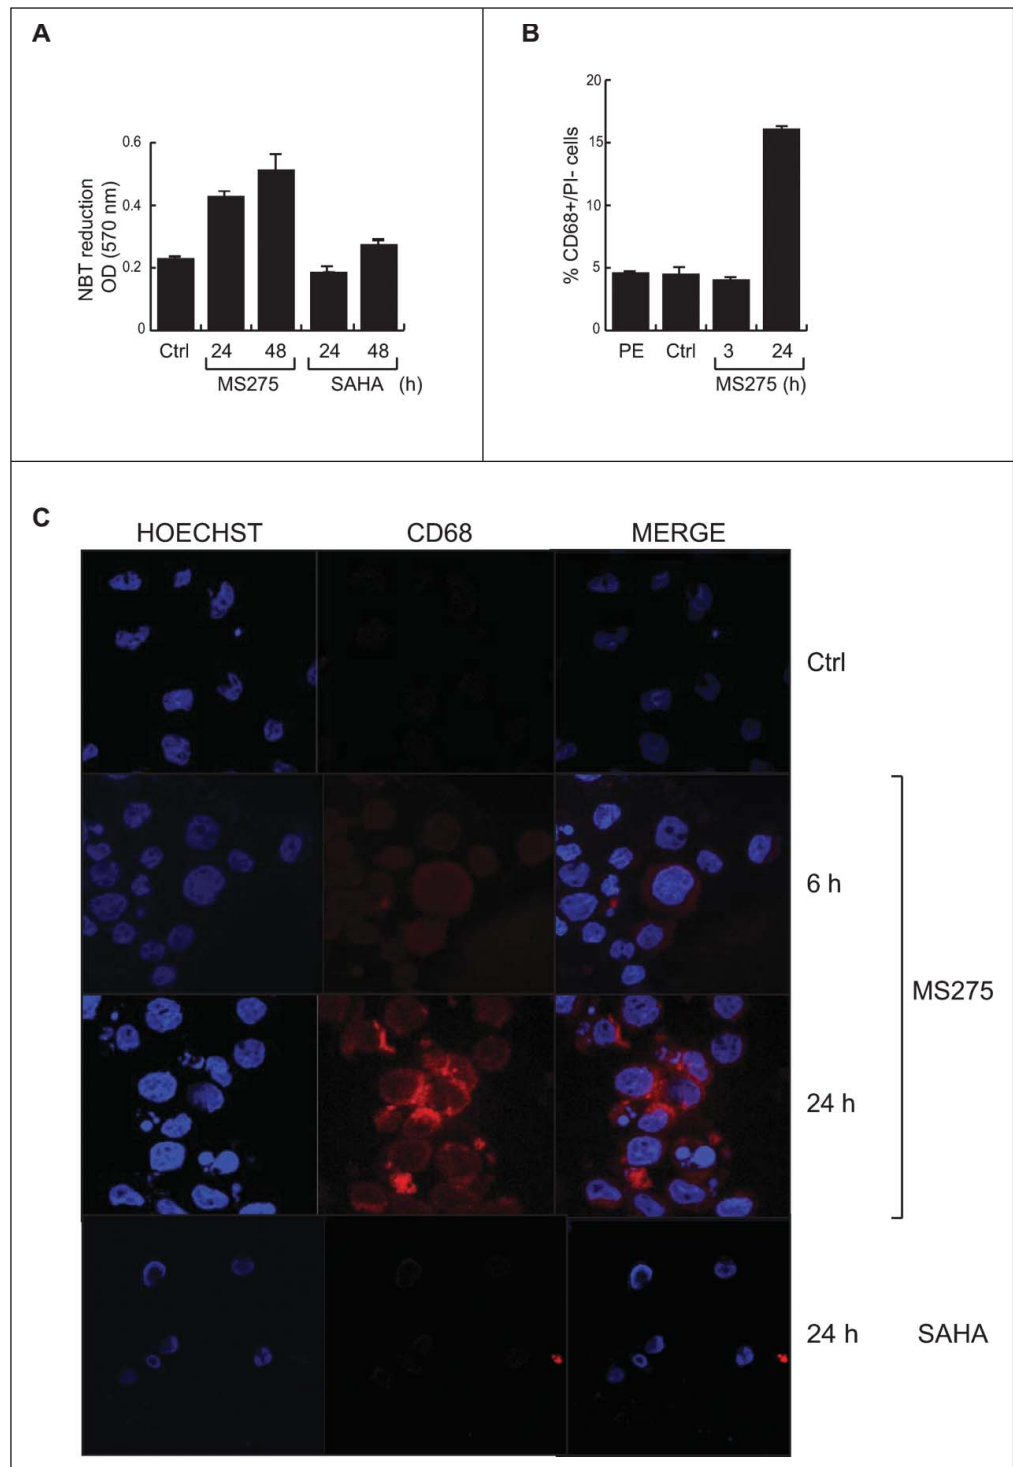 A
NBT reduction
OD (570 nm)
0.6
0.4
0.2
0
Ctrl 24 48 24 48
MS275 SAHA (h)
B
% CD68+/PI- cells
20
15
10
5
0
PE Ctrl 3 24
MS275 (h)
C
HOECHST CD68 MERGE
Ctrl
6 h
MS275
24 h
24 h SAHA